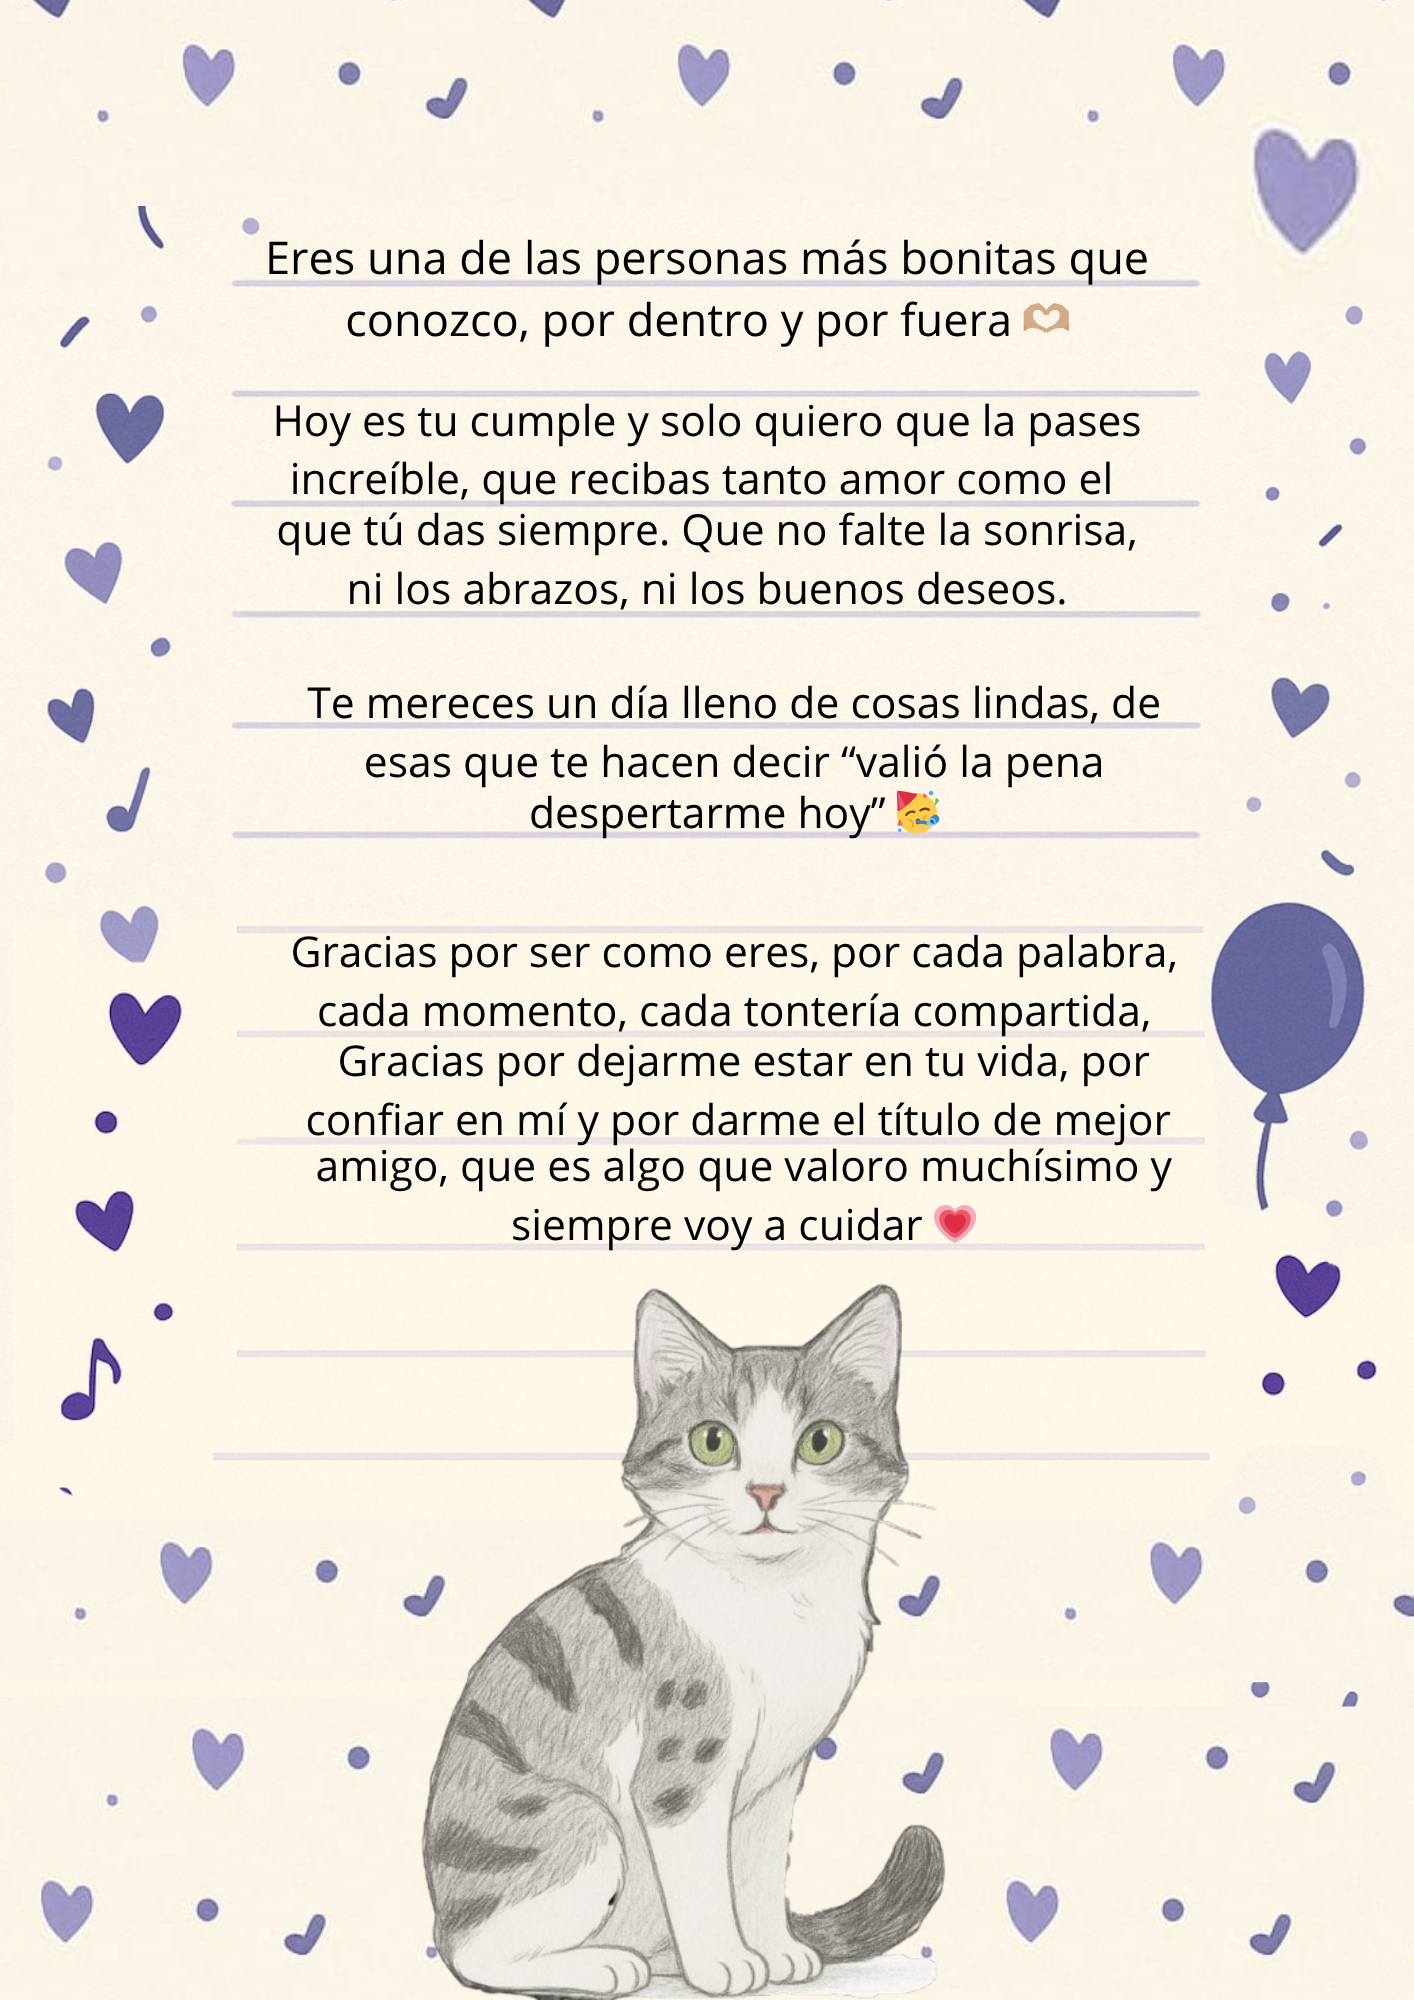 Eres una de las personas más bonitas que
conozco, por dentro y por fuera 🫶🏼
Hoy es tu cumple y solo quiero que la pases
increíble, que recibas tanto amor como el
que tú das siempre. Que no falte la sonrisa,
ni los abrazos, ni los buenos deseos.
Te mereces un día lleno de cosas lindas, de
esas que te hacen decir “valió la pena
despertarme hoy” 🥳
Gracias por ser como eres, por cada palabra,
cada momento, cada tontería compartida,
Gracias por dejarme estar en tu vida, por
confiar en mí y por darme el título de mejor
amigo, que es algo que valoro muchísimo y
siempre voy a cuidar 💗